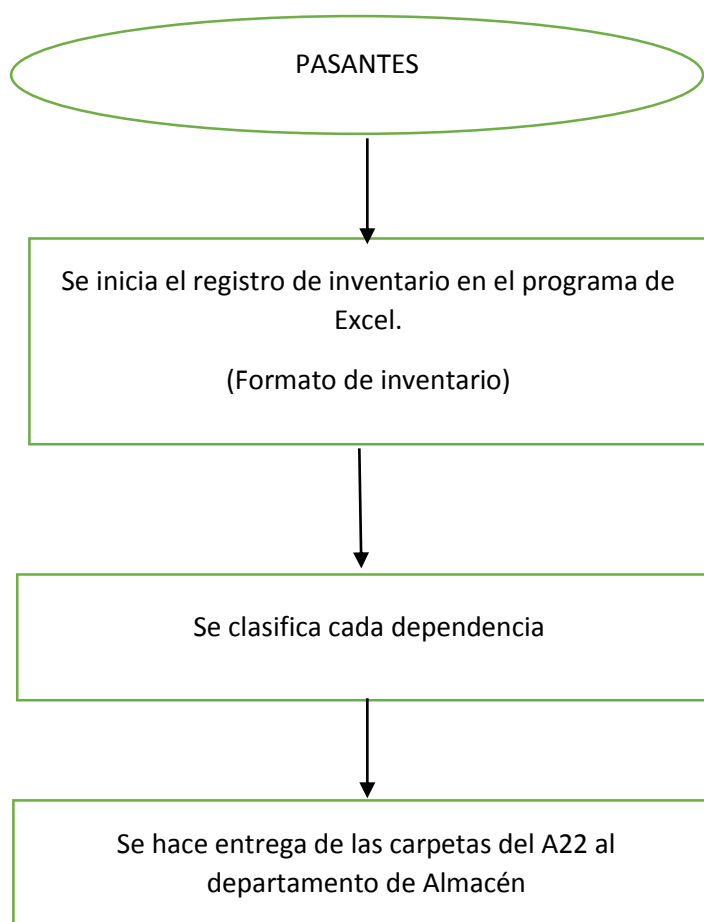 PASANTES
Se inicia el registro de inventario en el programa de
Excel.
(Formato de inventario)
Se clasifica cada dependencia
Se hace entrega de las carpetas del A22 al
departamento de Almacén